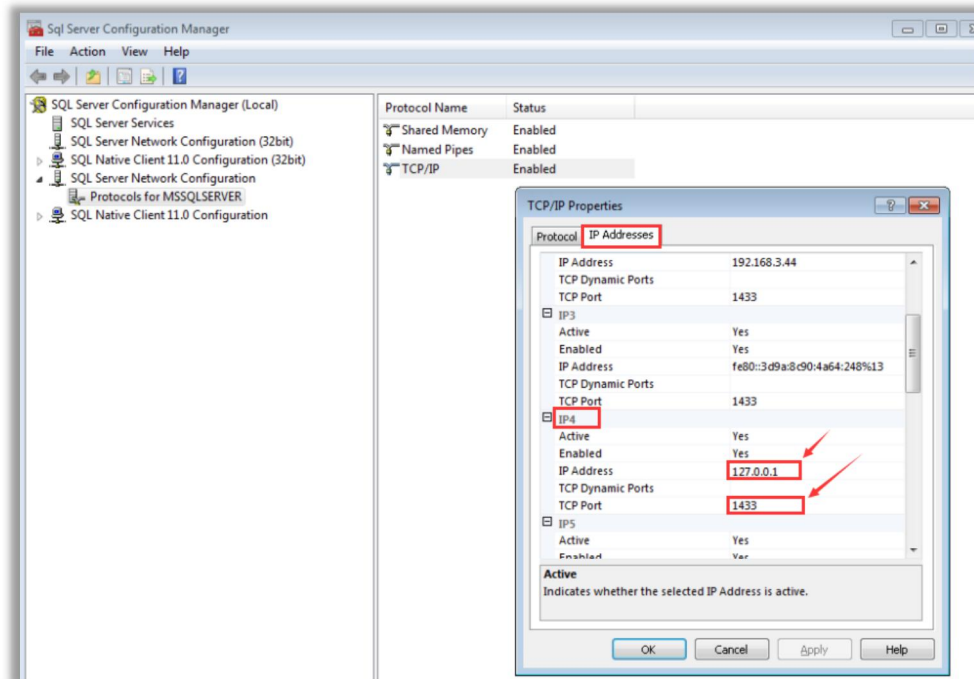 Sql Server Configuration Manager
File Action View Help
SQL Server Configuration Manager (Local)
SQL Server Services
SQL Server Network Configuration (32bit)
SQL Native Client 11.0 Configuration (32bit)
SQL Server Network Configuration
Protocols for MSSQLSERVER
SQL Native Client 11.0 Configuration
Protocol Name Status
Shared Memory Enabled
Named Pipes Enabled
TCP/IP Enabled
TCP/IP Properties
Protocol IP Addresses
IP Address 192.168.3.44
TCP Dynamic Ports
TCP Port 1433
IP3
Active Yes
Enabled Yes
IP Address fe80::3d9a:8c90:4a64:248%13
TCP Dynamic Ports
TCP Port 1433
IP4
Active Yes
Enabled Yes
IP Address 127.0.0.1
TCP Dynamic Ports
TCP Port 1433
IP5
Active Yes
Enabled Yes
Active
Indicates whether the selected IP Address is active.
OK Cancel Apply Help